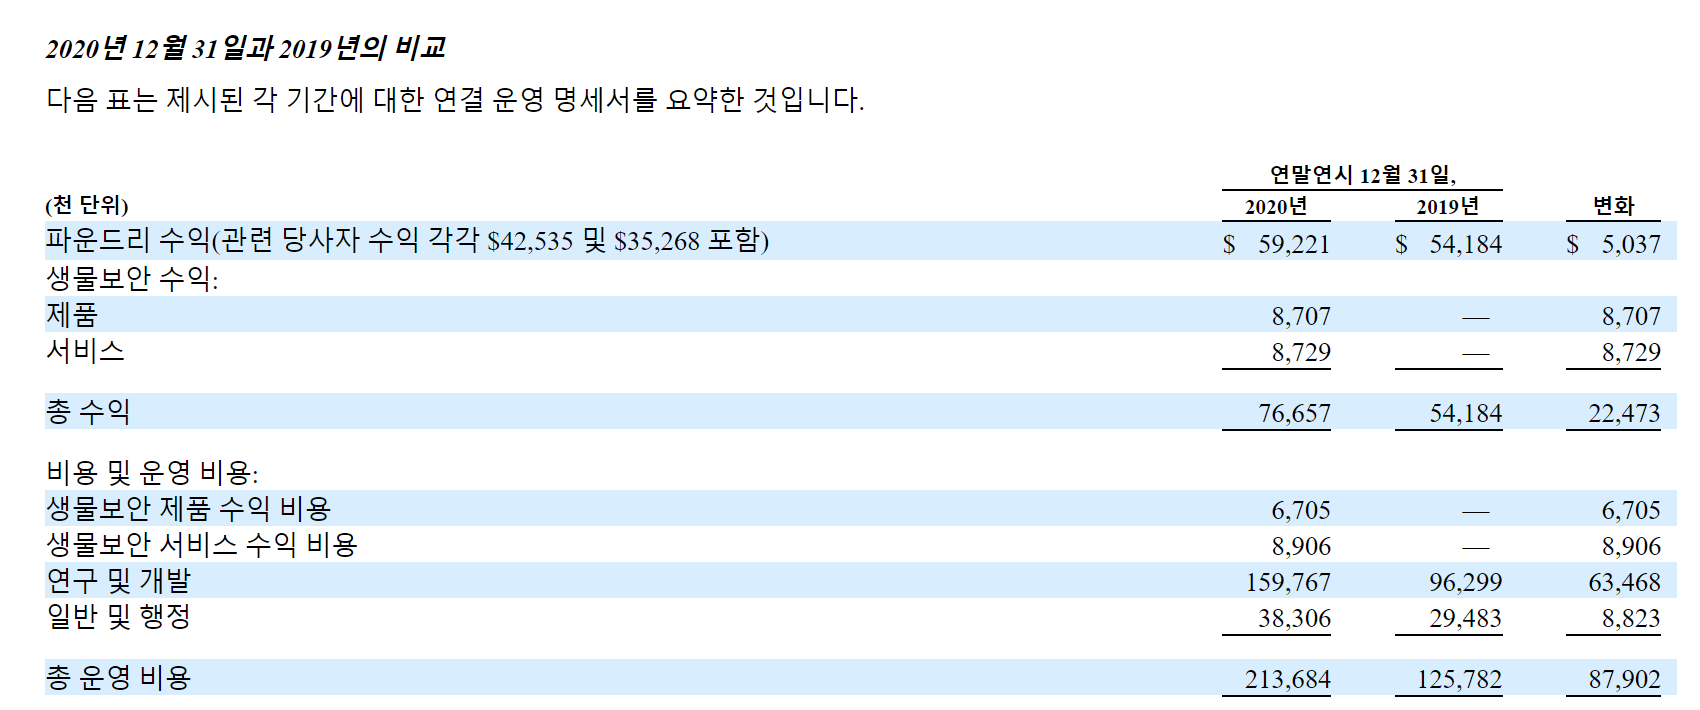 2020년 12월 31일과 2019년의 비교
다음 표는 제시된 각 기간에 대한 연결 운영 명세서를 요약한 것입니다.
연말연시 12월 31일,
(천 단위) 2020년 2019년 변화
파운드리 수익(관련 당사자 수익 각각 $42,535 및 $35,268 포함) $ 59,221 $ 54,184 $ 5,037
생물보안 수익:
제품 8,707 — 8,707
서비스 8,729 — 8,729
총 수익 76,657 54,184 22,473
비용 및 운영 비용:
생물보안 제품 수익 비용 6,705 — 6,705
생물보안 서비스 수익 비용 8,906 — 8,906
연구 및 개발 159,767 96,299 63,468
일반 및 행정 38,306 29,483 8,823
총 운영 비용 213,684 125,782 87,902